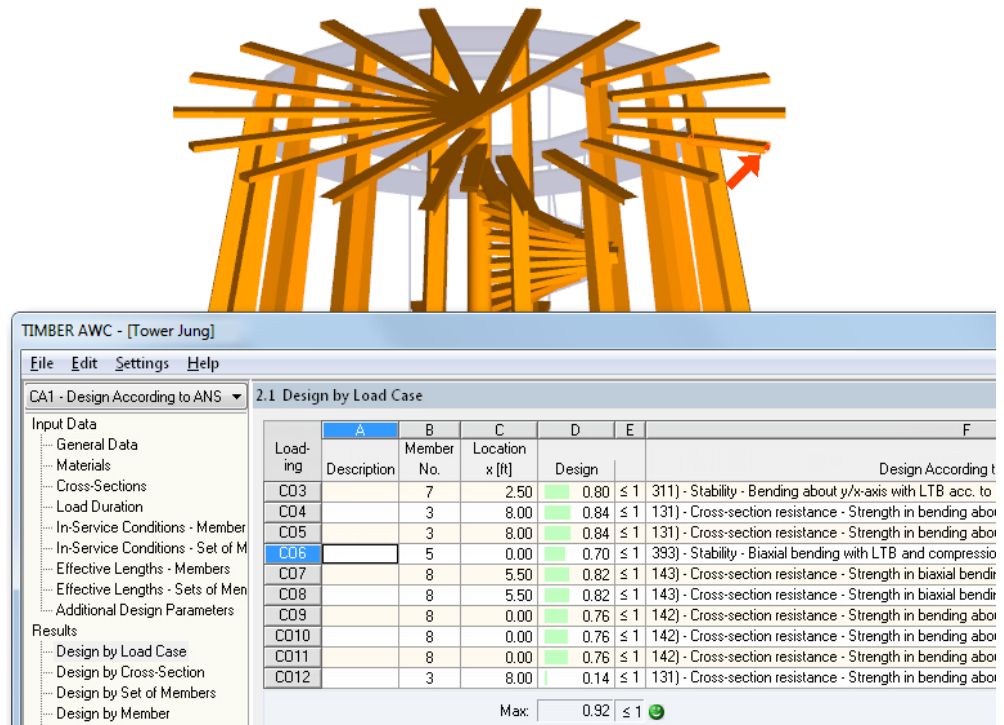 TIMBER AWC - [Tower Jung]
File Edit Settings Help
CA1 - Design According to ANS
2.1 Design by Load Case
Input Data
General Data
Materials
Cross-Sections
Load Duration
In-Service Conditions - Member
In-Service Conditions - Set of M
Effective Lengths - Members
Effective Lengths - Sets of Men
Additional Design Parameters
Results
Design by Load Case
Design by Cross-Section
Design by Set of Members
Design by Member
A B C D E F
Load- Member Location
ing Description No. x [ft] Design Design According t
CO3 7 2.50 0.80 ≤ 1 311) - Stability - Bending about y/x-axis with LTB acc. to
CO4 3 8.00 0.84 ≤ 1 131) - Cross-section resistance - Strength in bending abou
CO5 3 8.00 0.84 ≤ 1 131) - Cross-section resistance - Strength in bending abou
CO6 5 0.00 0.70 ≤ 1 393) - Stability - Biaxial bending with LTB and compressio
CO7 8 5.50 0.82 ≤ 1 143) - Cross-section resistance - Strength in biaxial bendin
CO8 8 5.50 0.82 ≤ 1 143) - Cross-section resistance - Strength in biaxial bendin
CO9 8 0.00 0.76 ≤ 1 142) - Cross-section resistance - Strength in bending abou
CO10 8 0.00 0.76 ≤ 1 142) - Cross-section resistance - Strength in bending abou
CO11 8 0.00 0.76 ≤ 1 142) - Cross-section resistance - Strength in bending abou
CO12 3 8.00 0.14 ≤ 1 131) - Cross-section resistance - Strength in bending abou
Max: 0.92 ≤ 1